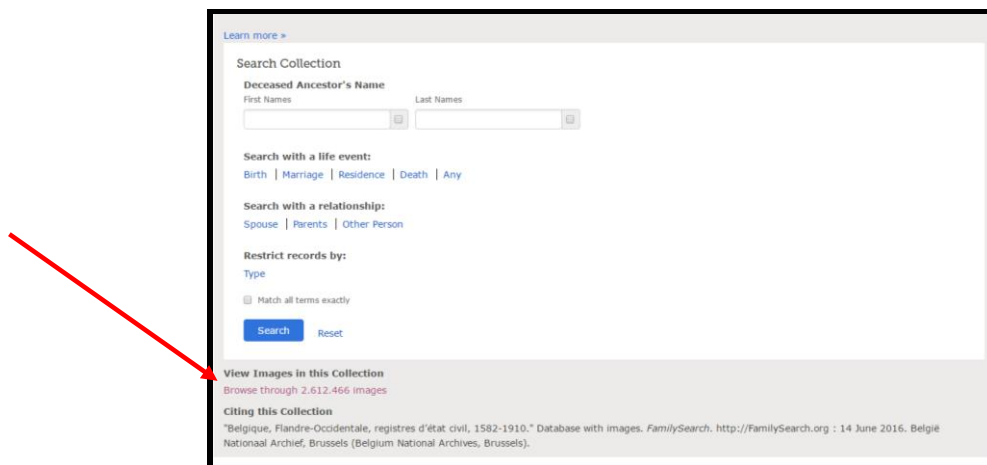 Learn more »
Search Collection
Deceased Ancestor's Name
First Names Last Names
Search with a life event:
Birth | Marriage | Residence | Death | Any
Search with a relationship:
Spouse | Parents | Other Person
Restrict records by:
Type
Match all terms exactly
Search Reset
View Images in this Collection
Browse through 2.612.466 images
Citing this Collection
"Belgique, Flandre-Occidentale, registres d'état civil, 1582-1910." Database with images. FamilySearch. http://FamilySearch.org : 14 June 2016. België
Nationaal Archief, Brussels (Belgium National Archives, Brussels).